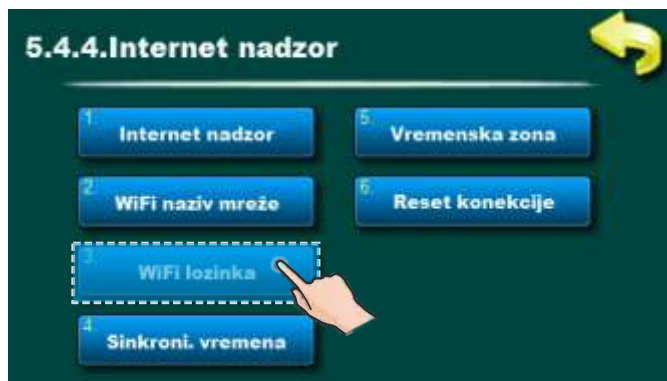 5.4.4.Internet nadzor
1. Internet nadzor
2. WiFi naziv mreže
3. WiFi lozinka
4. Sinkroni. vremena
5. Vremenska zona
6. Reset konekcije